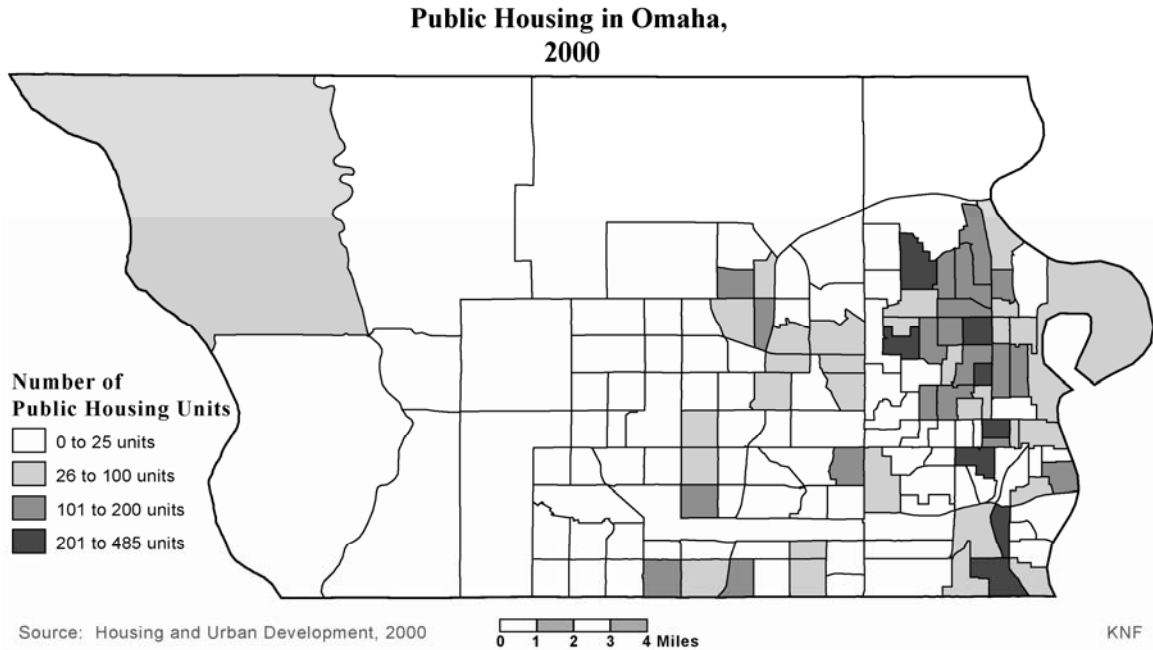 Public Housing in Omaha,
2000
Number of
Public Housing Units
0 to 25 units
26 to 100 units
101 to 200 units
201 to 485 units
Source: Housing and Urban Development, 2000
0 1 2 3 4 Miles
KNF